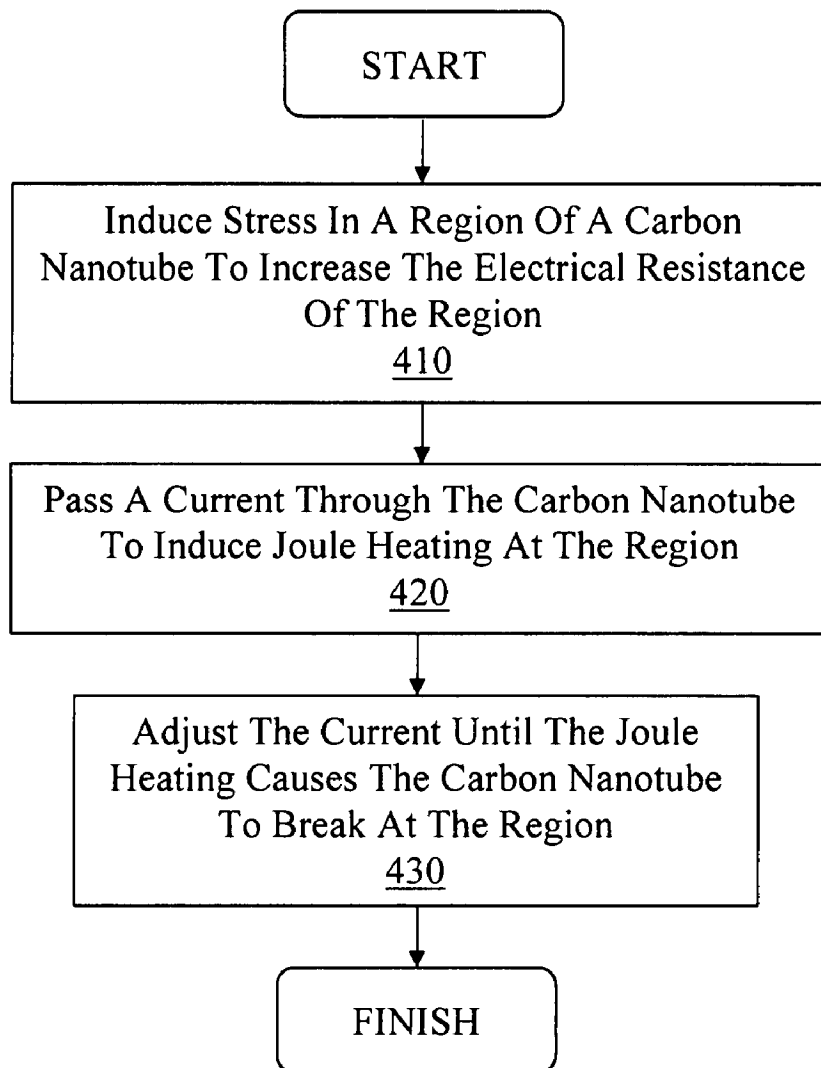 START
Induce Stress In A Region Of A Carbon
Nanotube To Increase The Electrical Resistance
Of The Region
410
Pass A Current Through The Carbon Nanotube
To Induce Joule Heating At The Region
420
Adjust The Current Until The Joule
Heating Causes The Carbon Nanotube
To Break At The Region
430
FINISH